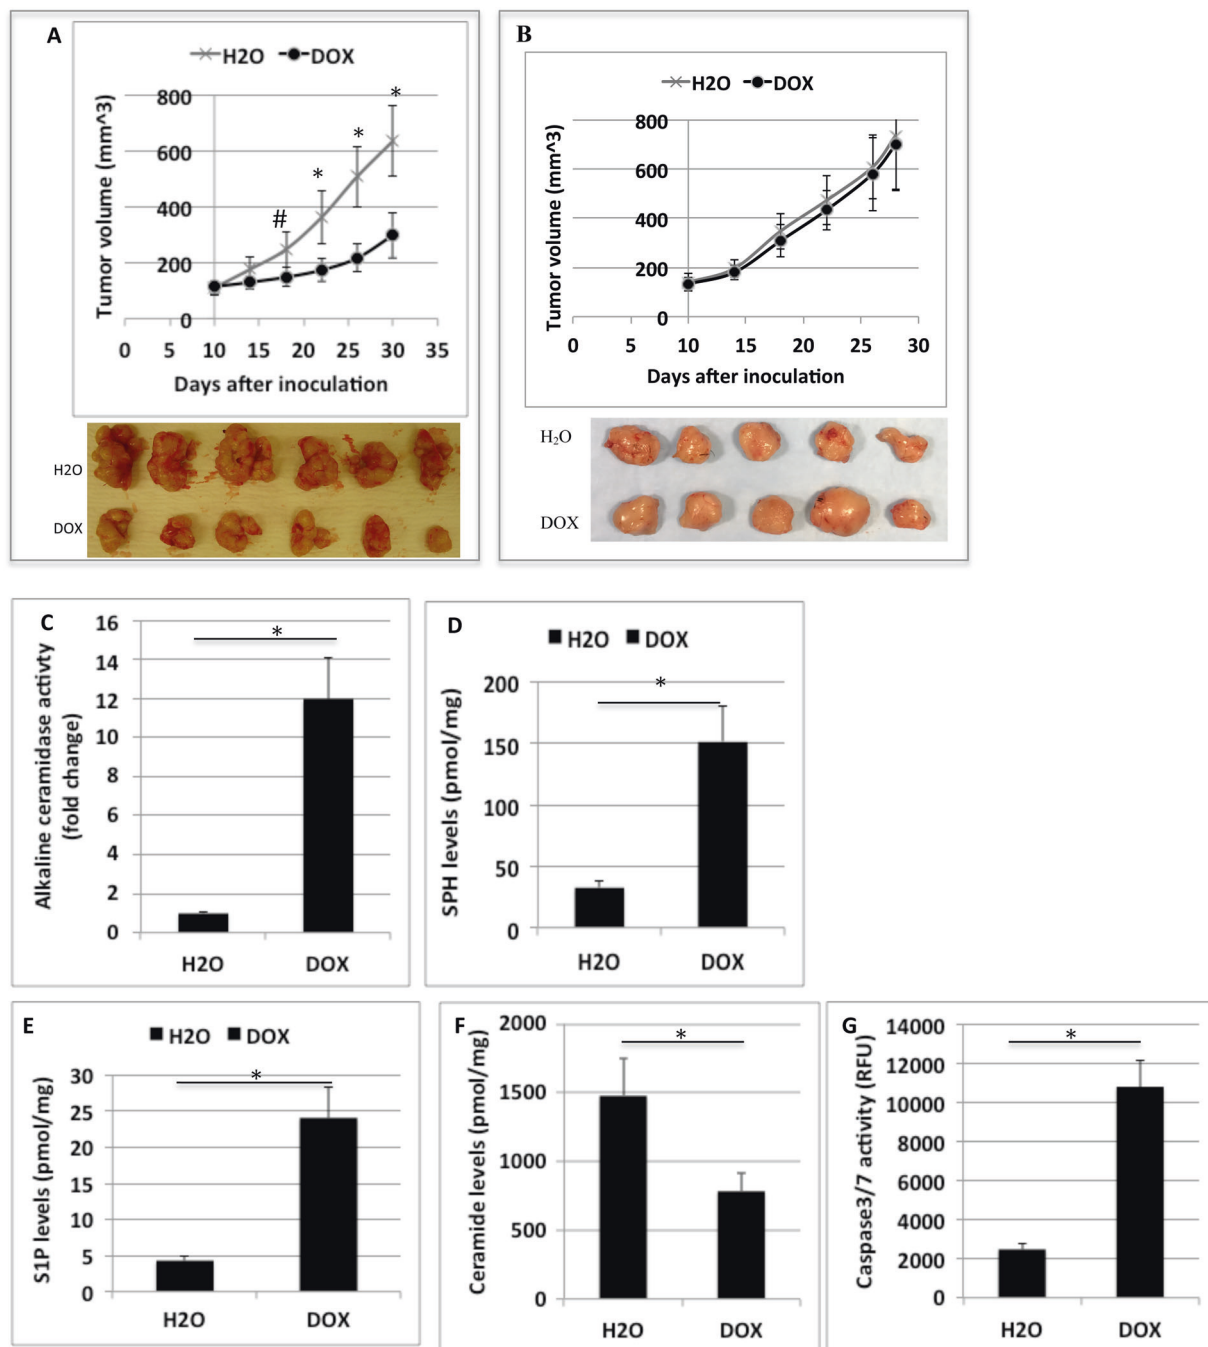 A
H2O DOX
Tumor volume (mm^3)
800
600
400
200
0
*
*
*
#
0 5 10 15 20 25 30 35
Days after inoculation
H2O
DOX
B
H2O DOX
Tumor volume (mm^3)
800
600
400
200
0
0 5 10 15 20 25 30
Days after inoculation
H₂O
DOX
C
Alkaline ceramidase activty
(fold change)
16
14
12
10
8
6
4
2
0
*
H2O DOX
D
H2O DOX
SPH levels (pmol/mg)
200
150
100
50
0
*
H2O DOX
E
H2O DOX
S1P levels (pmol/mg)
30
25
20
15
10
5
0
*
H2O DOX
F
Ceramide levels (pmol/mg)
2000
1500
1000
500
0
*
H2O DOX
G
Caspase3/7 activity (RFU)
14000
12000
10000
8000
6000
4000
2000
0
*
H2O DOX